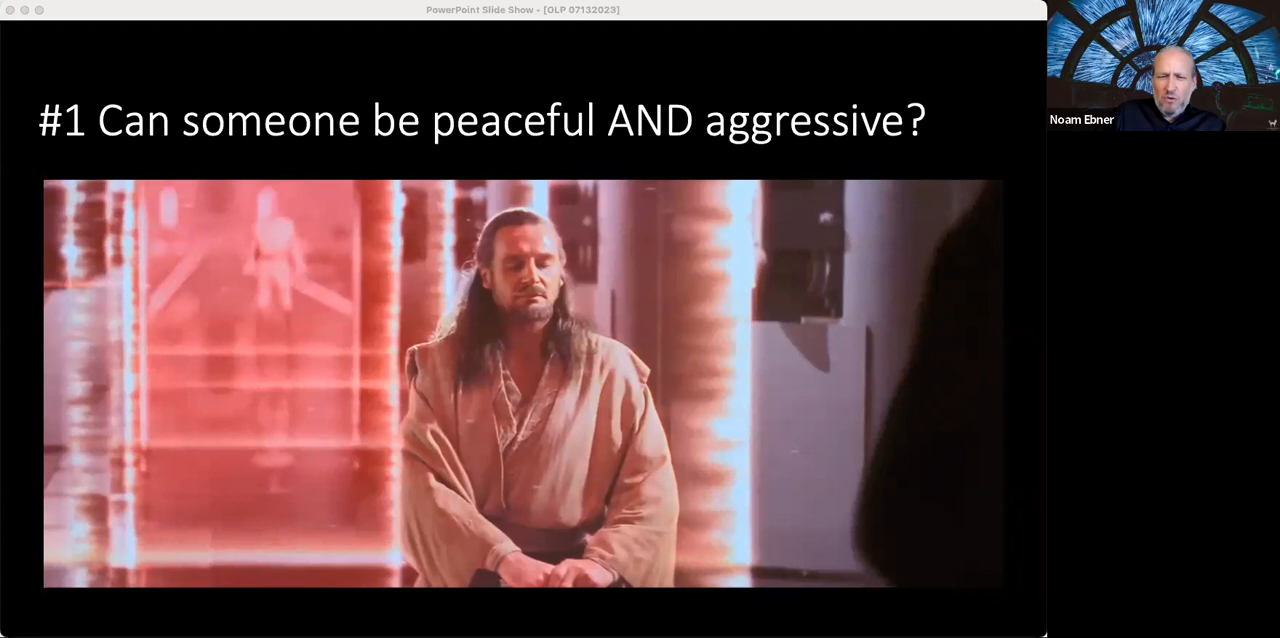 PowerPoint Slide Show - [OLP 07132023]
#1 Can someone be peaceful AND aggressive?
Noam Ebner